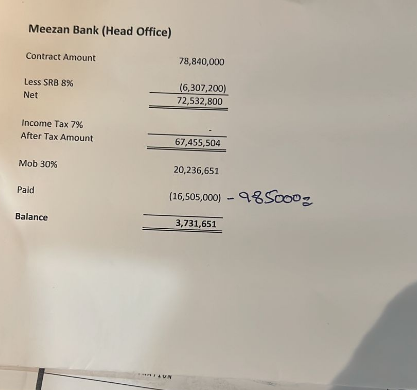 Meezan Bank (Head Office)
Contract Amount 78,840,000
Less SRB 8% (6,307,200)
Net 72,532,800
Income Tax 7% -
After Tax Amount 67,455,504
Mob 30% 20,236,651
Paid (16,505,000) - 985000=
Balance 3,731,651